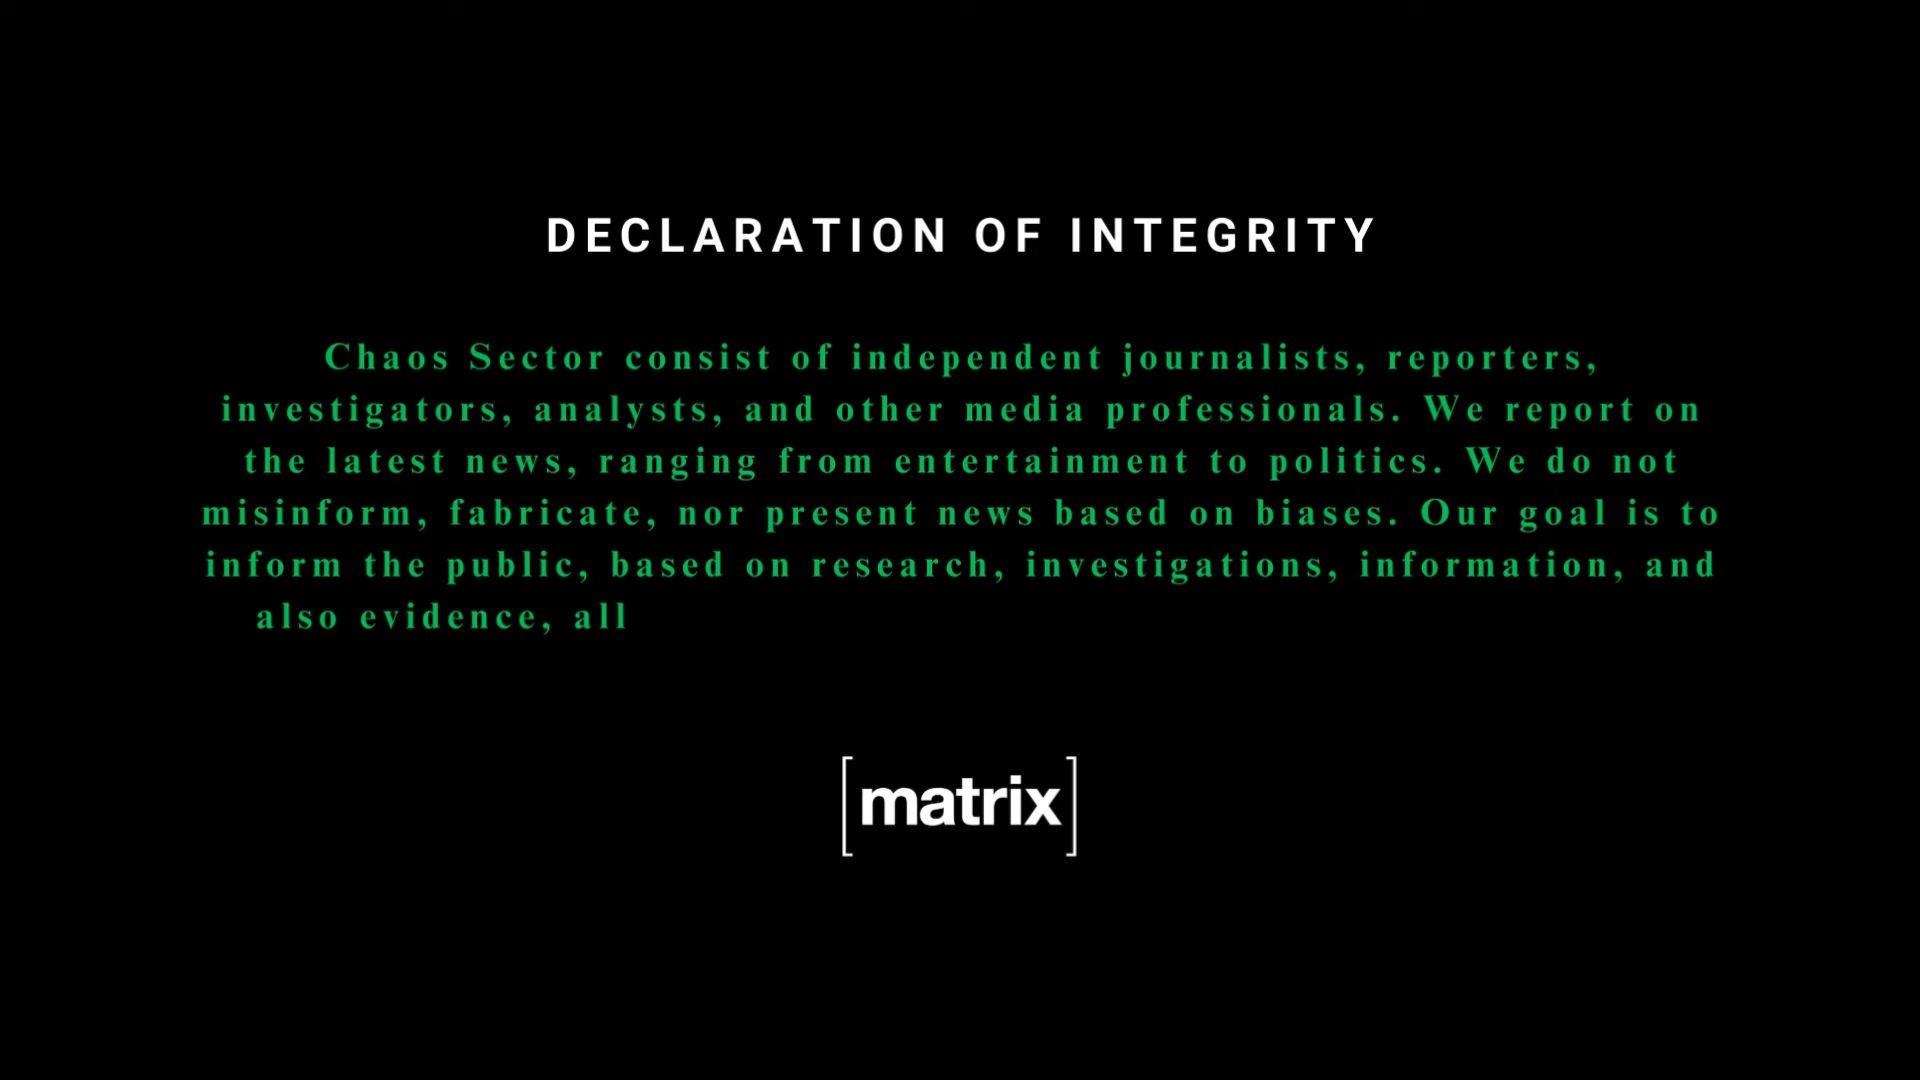 DECLARATION OF INTEGRITY
Chaos Sector consist of independent journalists, reporters,
investigators, analysts, and other media professionals. We report on
the latest news, ranging from entertainment to politics. We do not
misinform, fabricate, nor present news based on biases. Our goal is to
inform the public, based on research, investigations, information, and
also evidence, all
[matrix]